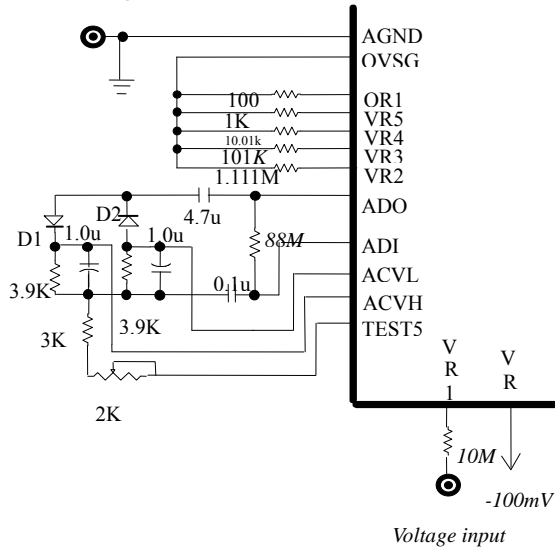 AGND
OVSG
OR1
100
VR5
1K
VR4
10.01k
VR3
101K
VR2
1.111M
ADO
D2
4.7u
88M
D1
1.0u
1.0u
ADI
0.1u
ACVL
3.9K
ACVH
3.9K
TEST5
3K
2K
V
R
1
V
R
10M
-100mV
Voltage input